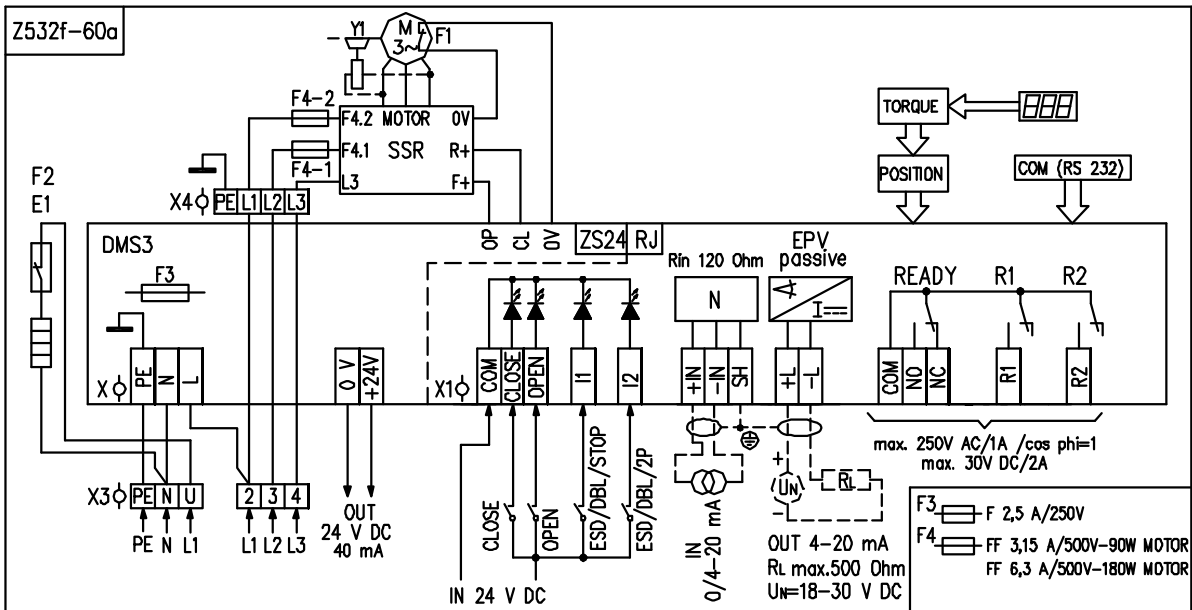 Z532f-60a
Y1
M
3~
F1
F4-2
F4.2 MOTOR 0V
F4.1 SSR R+
F4-1
L3 F+
X4 PE L1 L2 L3
F2
E1
TORQUE
POSITION
COM (RS 232)
DMS3
F3
OP CL 0V
ZS24 RJ
Rin 120 Ohm
N
EPV
passive
I
READY R1 R2
X PE N L
0 V +24V
X1 COM CLOSE OPEN I1 I2
+IN -IN SH
+L -L
COM NO NC R1 R2
max. 250V AC/1A /cos phi=1
max. 30V DC/2A
X3 PE N U
2 3 4
PE N L1
L1 L2 L3
OUT
24 V DC
40 mA
CLOSE
OPEN
ESD/DBL/STOP
ESD/DBL/2P
IN 24 V DC
IN
0/4-20 mA
+
UN
-
RL
OUT 4-20 mA
RL max.500 Ohm
UN=18-30 V DC
F3 F 2,5 A/250V
F4 FF 3,15 A/500V-90W MOTOR
FF 6,3 A/500V-180W MOTOR